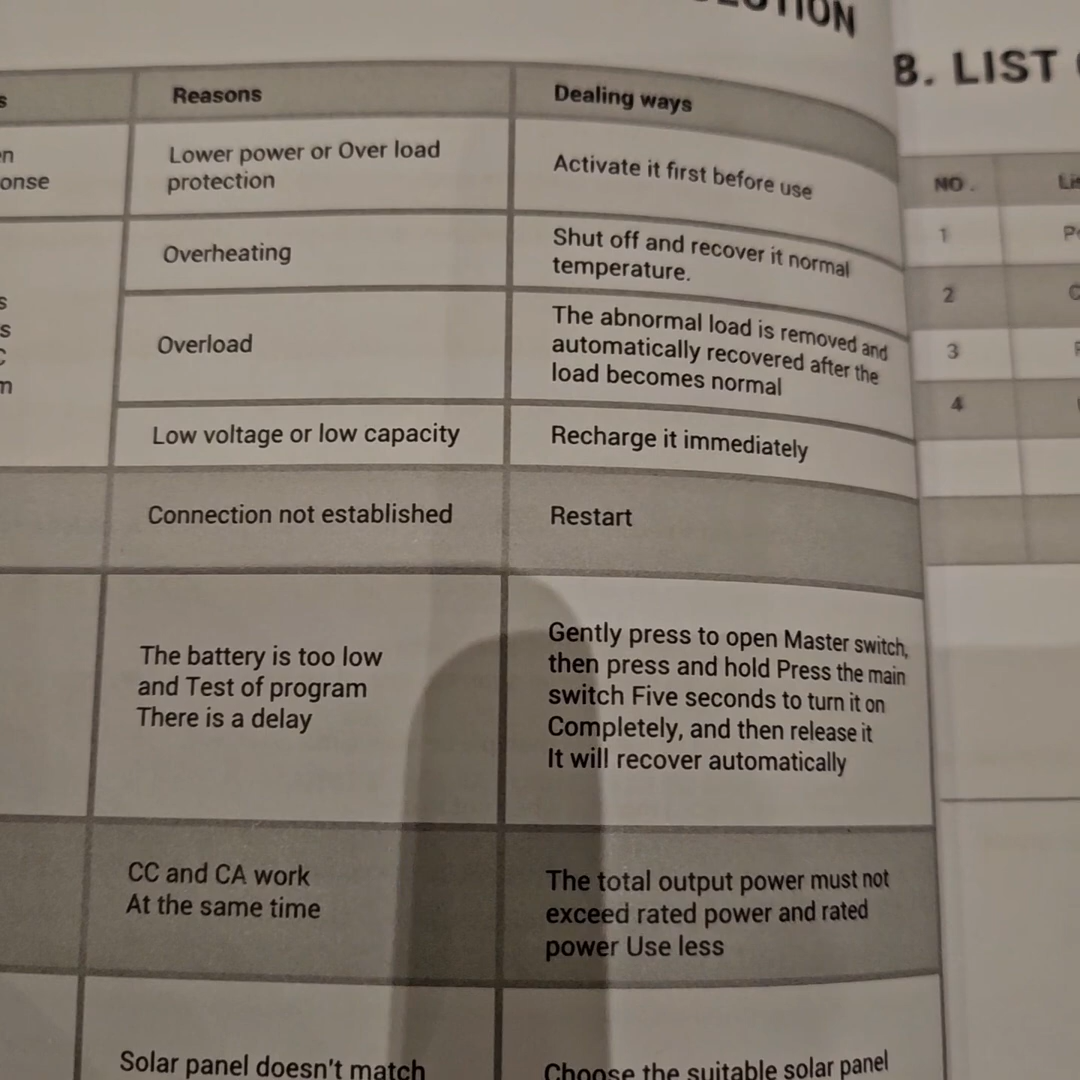 B. LIST
Reasons
Dealing ways
Lower power or Over load
protection
Activate it first before use
Overheating
Shut off and recover it normal
temperature.
Overload
The abnormal load is removed and
automatically recovered after the
load becomes normal
Low voltage or low capacity
Recharge it immediately
Connection not established
Restart
The battery is too low
and Test of program
There is a delay
Gently press to open Master switch,
then press and hold Press the main
switch Five seconds to turn it on
Completely, and then release it
It will recover automatically
CC and CA work
At the same time
The total output power must not
exceed rated power and rated
power Use less
Solar panel doesn't match
Choose the suitable solar panel
NO.
1
2
3
4